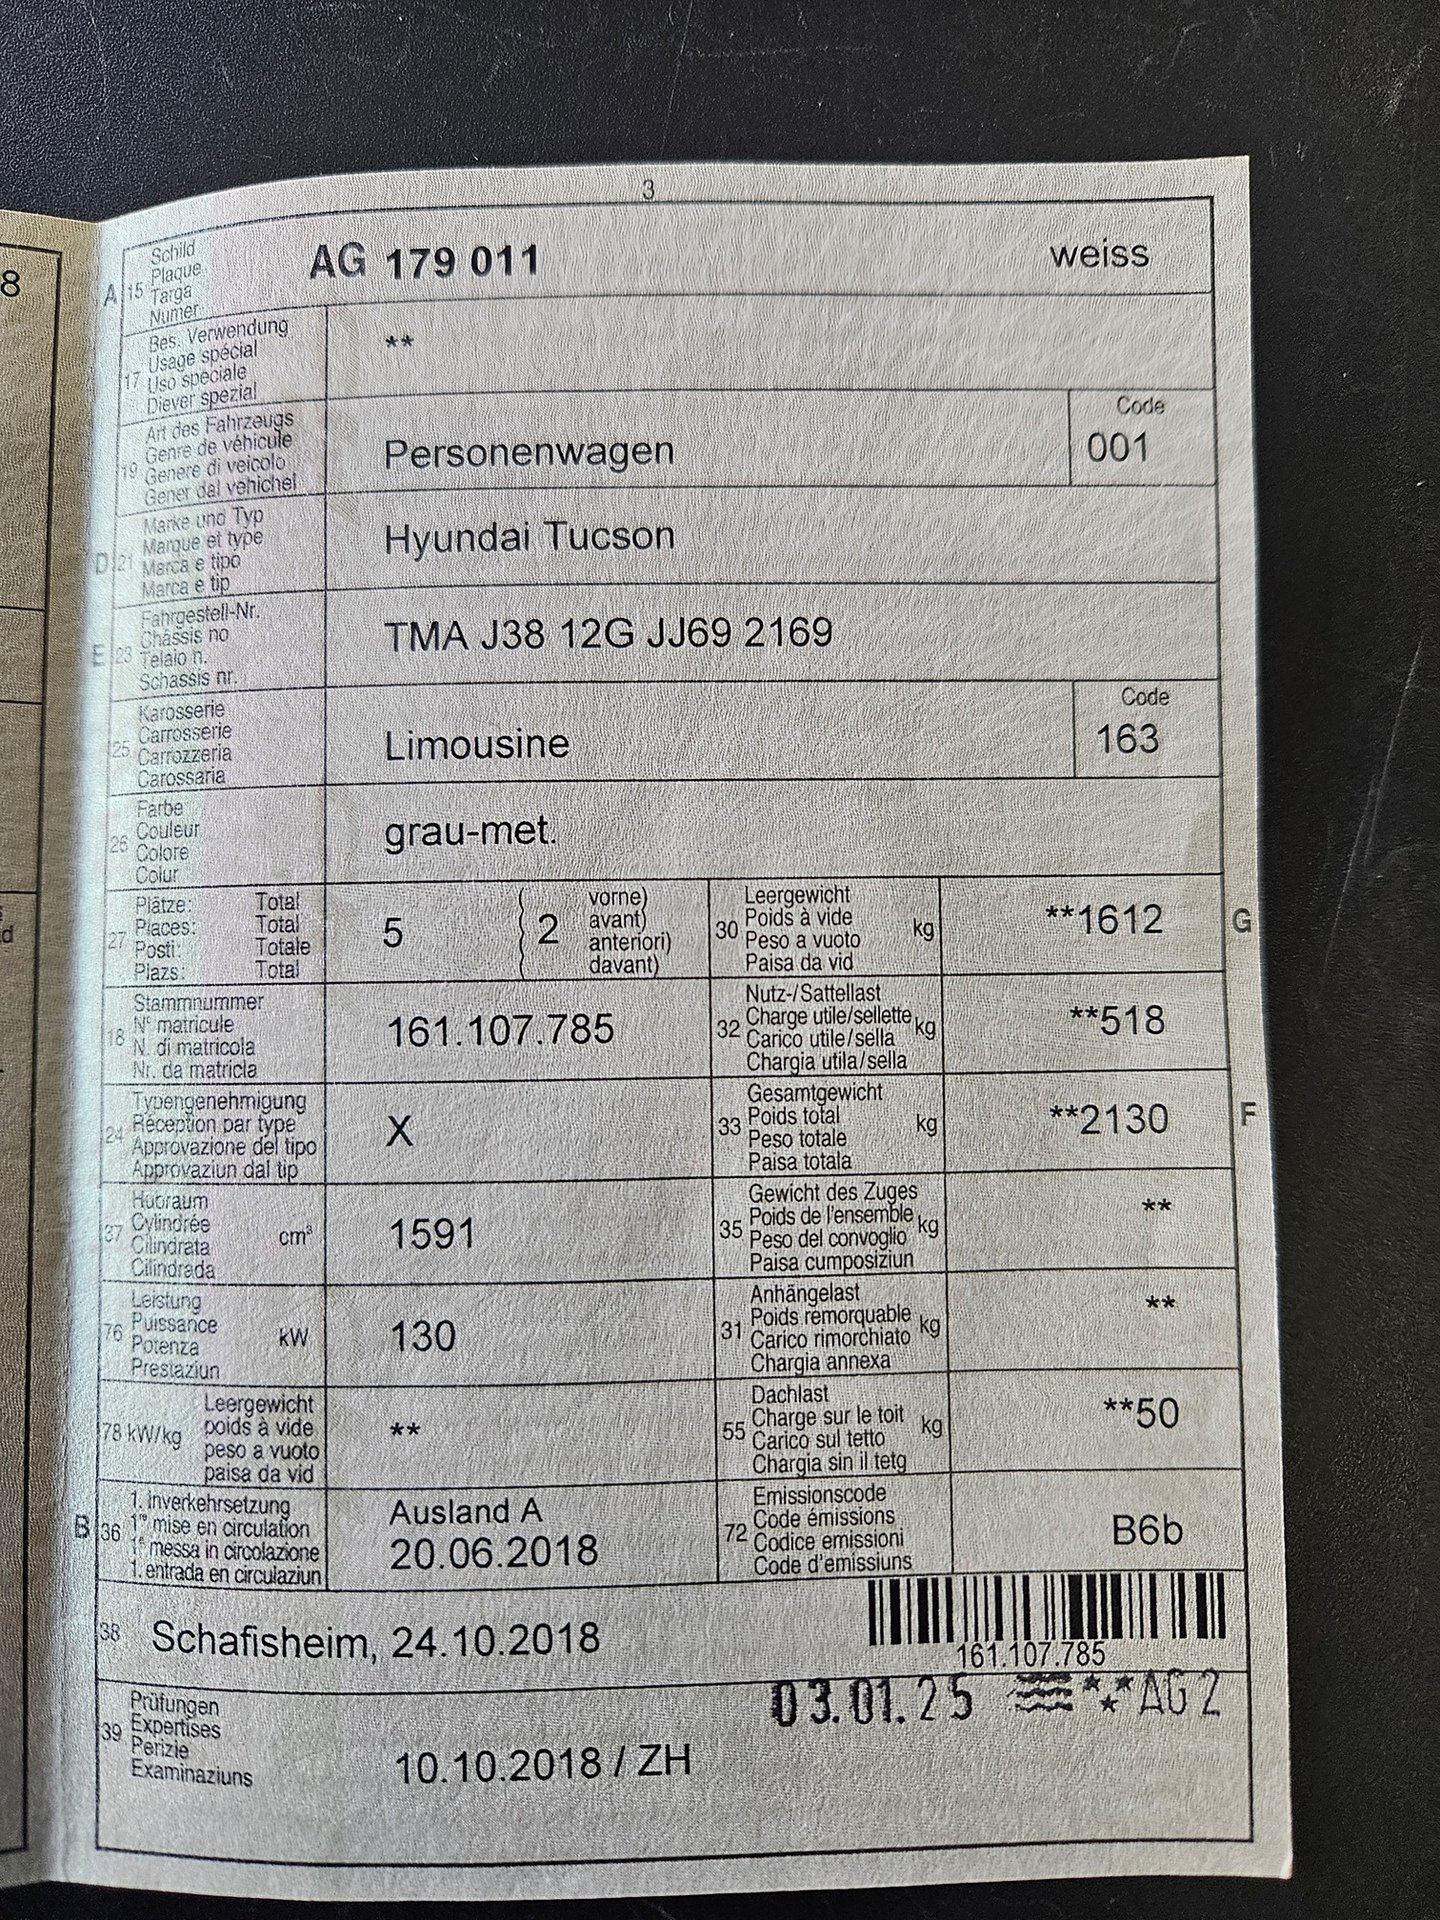 3
8
d
A 15 Schild AG 179 011 weiss
Plaque
Targa
Numer
17 Bes. Verwendung **
Usage spécial
Uso speciale
Diever spezial
19 Art des Fahrzeugs Personenwagen Code
Genre de véhicule 001
Genere di veicolo
Gener dal vehichel
D 21 Marke und Typ Hyundai Tucson
Marque et type
Marca e tipo
Marca e tip
E 23 Fahrgestell-Nr. TMA J38 12G JJ69 2169
Châssis no
Telaio n.
Schassis nr.
25 Karosserie Limousine Code
Carrosserie 163
Carrozzeria
Carossaria
26 Farbe grau-met.
Couleur
Colore
Colur
27 Plätze: Total 5 2 vorne)
Places: Total avant)
Posti: Totale anteriori)
Plazs: Total davant)
30 Leergewicht kg **1612 G
Poids à vide
Peso a vuoto
Paisa da vid
18 Stammnummer 161.107.785
N° matricule
N. di matricola
Nr. da matricla
32 Nutz-/Sattellast kg **518
Charge utile/sellette
Carico utile/sella
Chargia utila/sella
24 Typengenehmigung X
Réception par type
Approvazione del tipo
Approvaziun dal tip
33 Gesamtgewicht kg **2130 F
Poids total
Peso totale
Paisa totala
37 Hubraum cm³ 1591
Cylindrée
Cilindrata
Cilindrada
35 Gewicht des Zuges kg **
Poids de l'ensemble
Peso del convoglio
Paisa cumposiziun
76 Leistung kW 130
Puissance
Potenza
Prestaziun
31 Anhängelast kg **
Poids remorquable
Carico rimorchiato
Chargia annexa
78 kW/kg Leergewicht **
poids à vide
peso a vuoto
paisa da vid
55 Dachlast kg **50
Charge sur le toit
Carico sul tetto
Chargia sin il tetg
B 36 1. Inverkehrsetzung Ausland A
1re mise en circulation 20.06.2018
1a messa in circolazione
1. entrada en circulaziun
72 Emissionscode B6b
Code émissions
Codice emissioni
Code d'emissiuns
38 Schafisheim, 24.10.2018
161.107.785
03.01.25 AG 2
39 Prüfungen 10.10.2018 / ZH
Expertises
Perizie
Examinaziuns